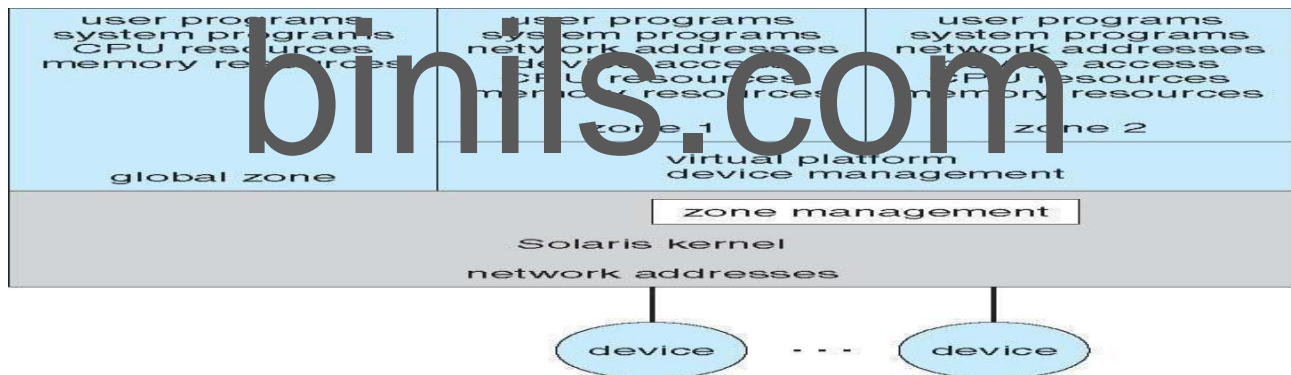 user programs
system programs
CPU resources
memory resources
global zone
user programs
system programs
network addresses
device access
CPU resources
memory resources
zone 1
user programs
system programs
network addresses
device access
CPU resources
memory resources
zone 2
binils.com
virtual platform
device management
zone management
Solaris kernel
network addresses
device
. . .
device